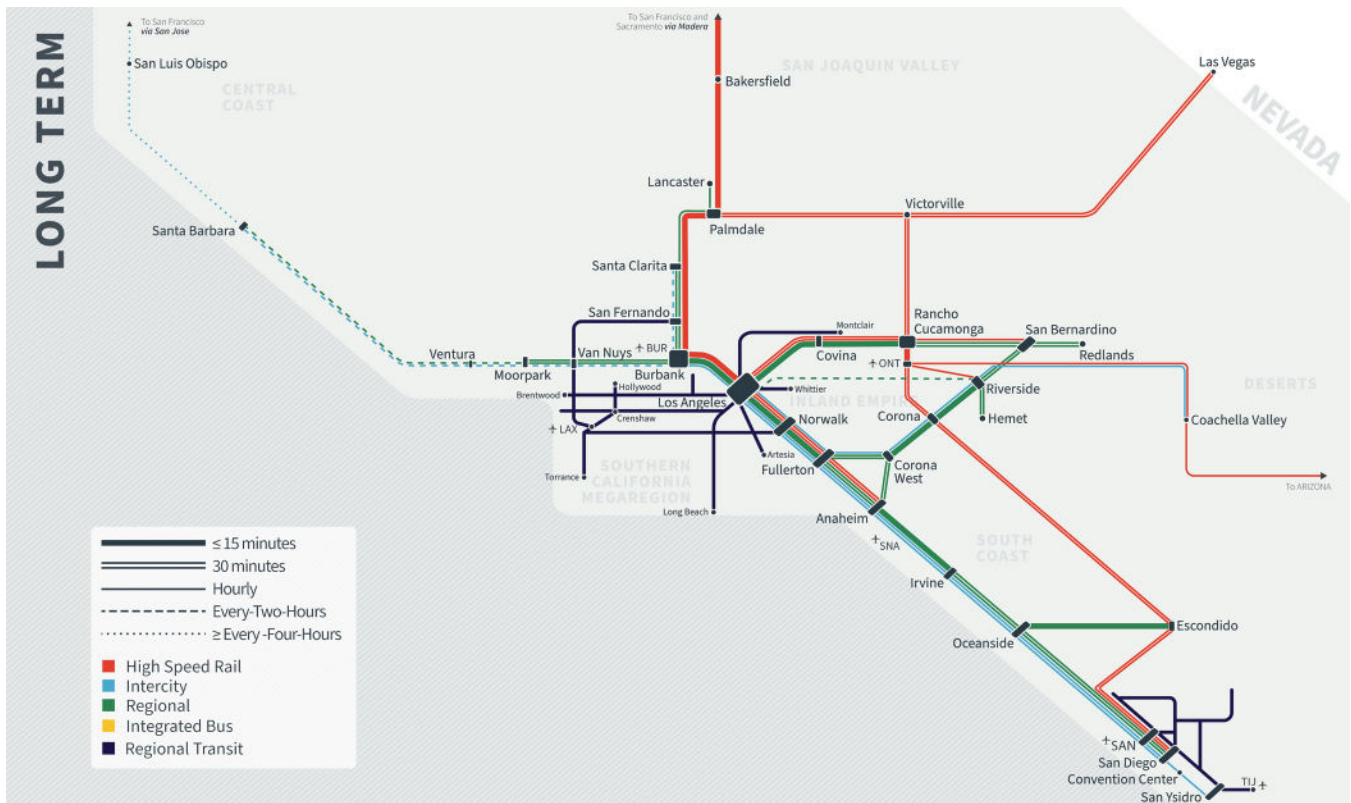 LONG TERM
To San Francisco
via San Jose
San Luis Obispo
CENTRAL
COAST
To San Francisco and
Sacramento via Madera
Bakersfield
SAN JOAQUIN VALLEY
Las Vegas
NEVADA
Santa Barbara
Lancaster
Palmdale
Victorville
Santa Clarita
San Fernando
BUR
Ventura
Moorpark
Van Nuys
Burbank
Montclair
Covina
Rancho
Cucamonga
San Bernardino
Redlands
ONT
Hollywood
Brentwood
Los Angeles
Whittier
INLAND EMPIRE
Riverside
DESERTS
Crenshaw
LAX
Norwalk
Corona
Hemet
Coachella Valley
Torrance
Artesia
Fullerton
Corona
West
SOUTHERN
CALIFORNIA
MEGAREGION
Long Beach
Anaheim
To ARIZONA
SNA
SOUTH
COAST
Irvine
Oceanside
Escondido
SAN
San Diego
Convention Center
San Ysidro
TIJ
≤ 15 minutes
30 minutes
Hourly
Every-Two-Hours
≥ Every -Four-Hours
High Speed Rail
Intercity
Regional
Integrated Bus
Regional Transit